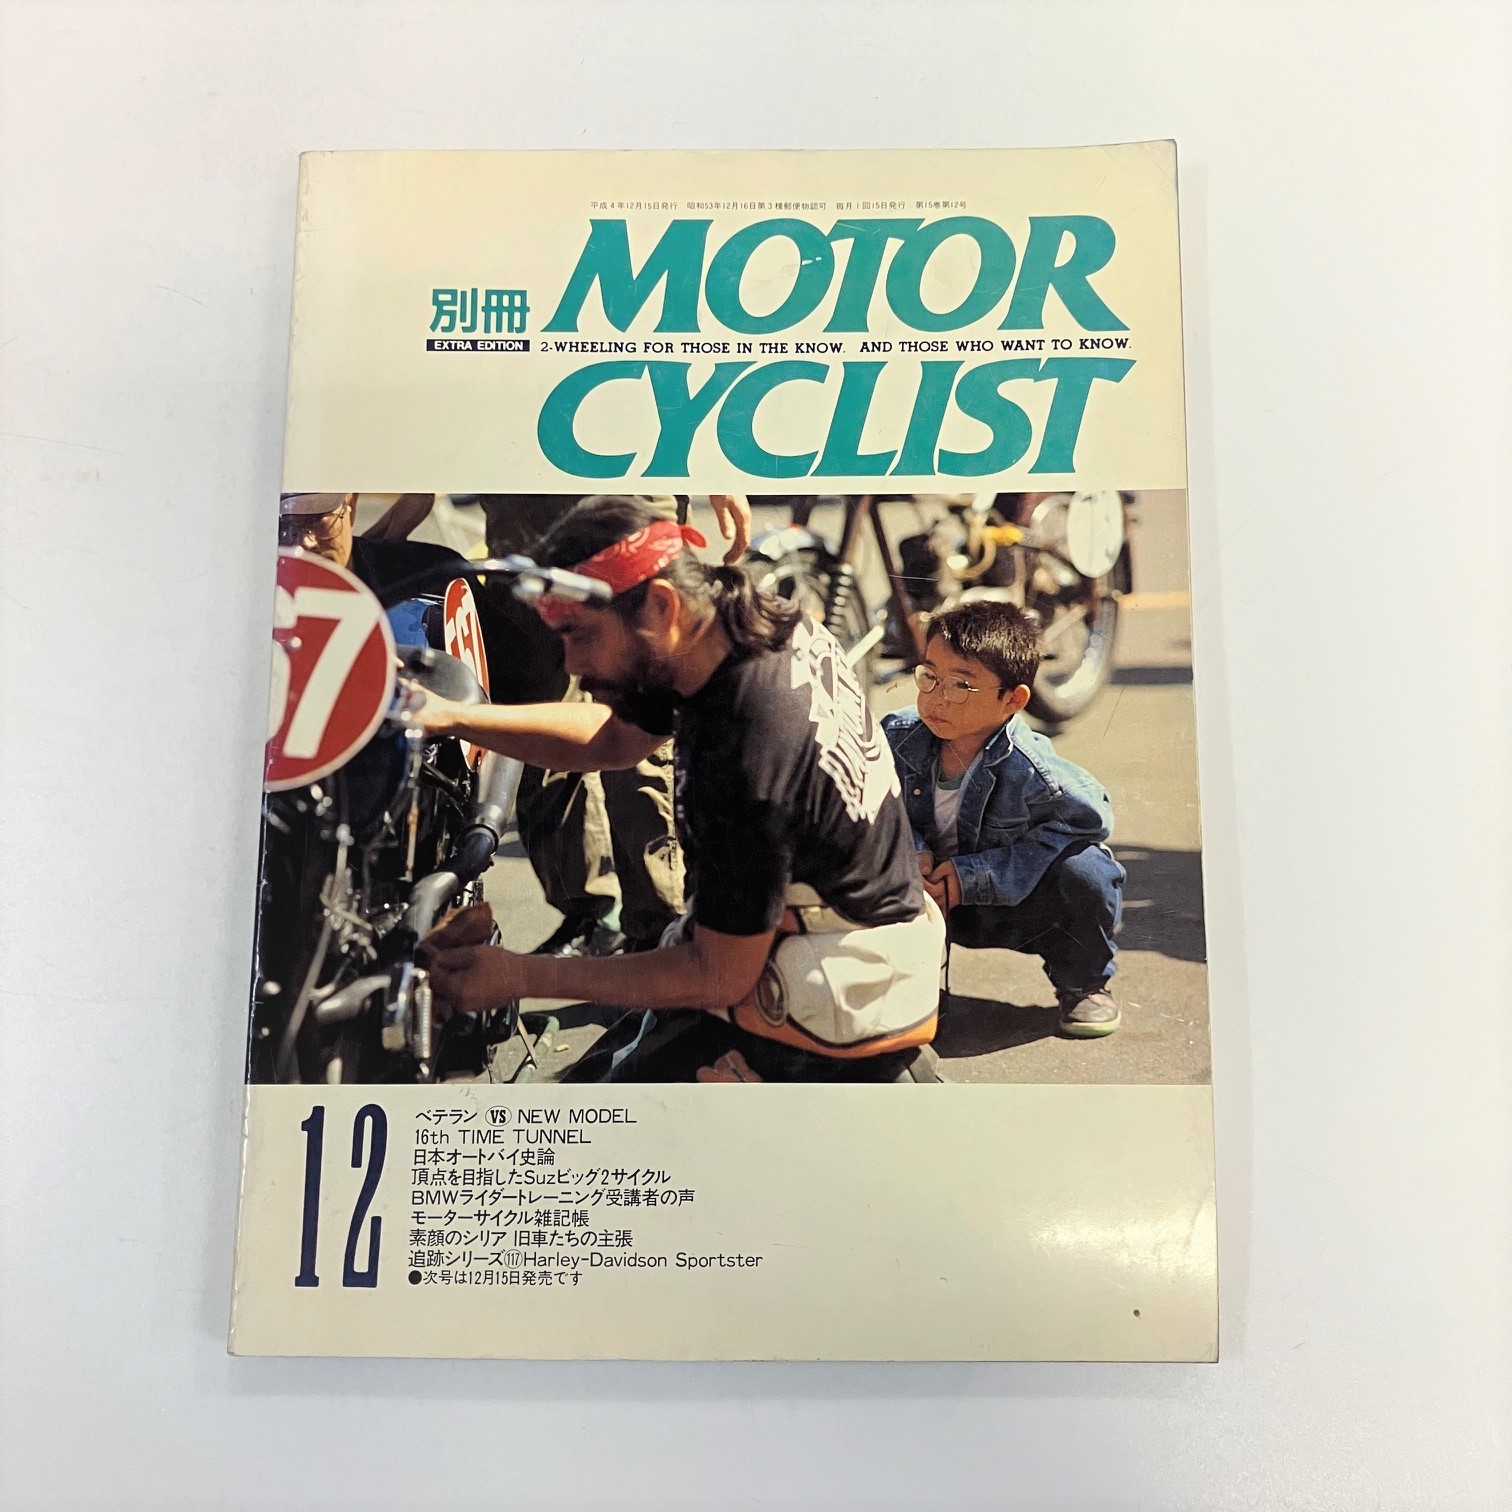 平成4年12月15日発行 昭和53年12月16日第3種郵便物認可 毎月1回15日発行 第15巻第12号
MOTOR
別冊
EXTRA EDITION
2-WHEELING FOR THOSE IN THE KNOW. AND THOSE WHO WANT TO KNOW.
CYCLIST
67
567
12
ベテラン VS NEW MODEL
16th TIME TUNNEL
日本オートバイ史論
頂点を目指したSuzビッグ2サイクル
BMWライダートレーニング受講者の声
モーターサイクル雑記帳
素顔のシリア 旧車たちの主張
追跡シリーズ117Harley-Davidson Sportster
●次号は12月15日発売です